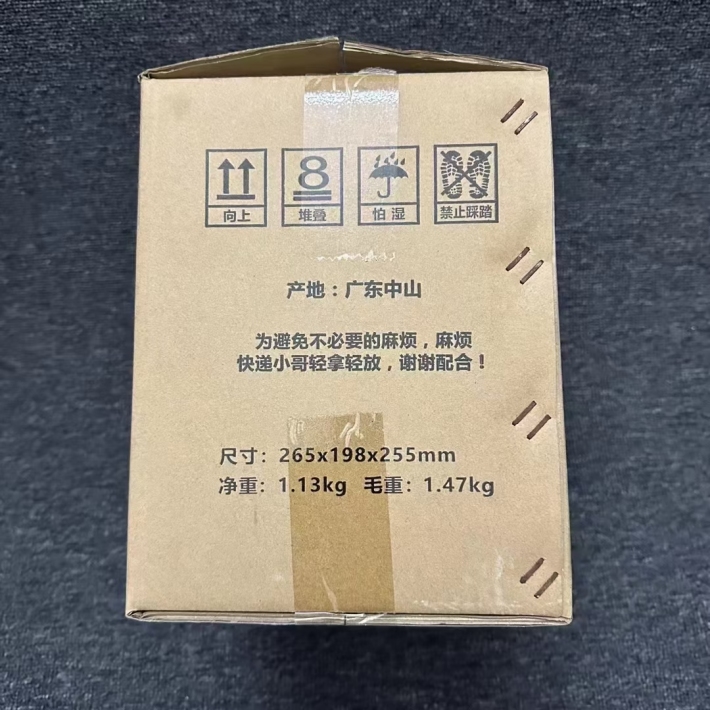 8
向上 堆叠 怕 湿 禁止踩踏
产地：广东中山
为避免不必要的麻烦，麻烦
快递小哥轻拿轻放，谢谢配合！
尺寸：265x198x255mm
净重：1.13kg 毛重：1.47kg